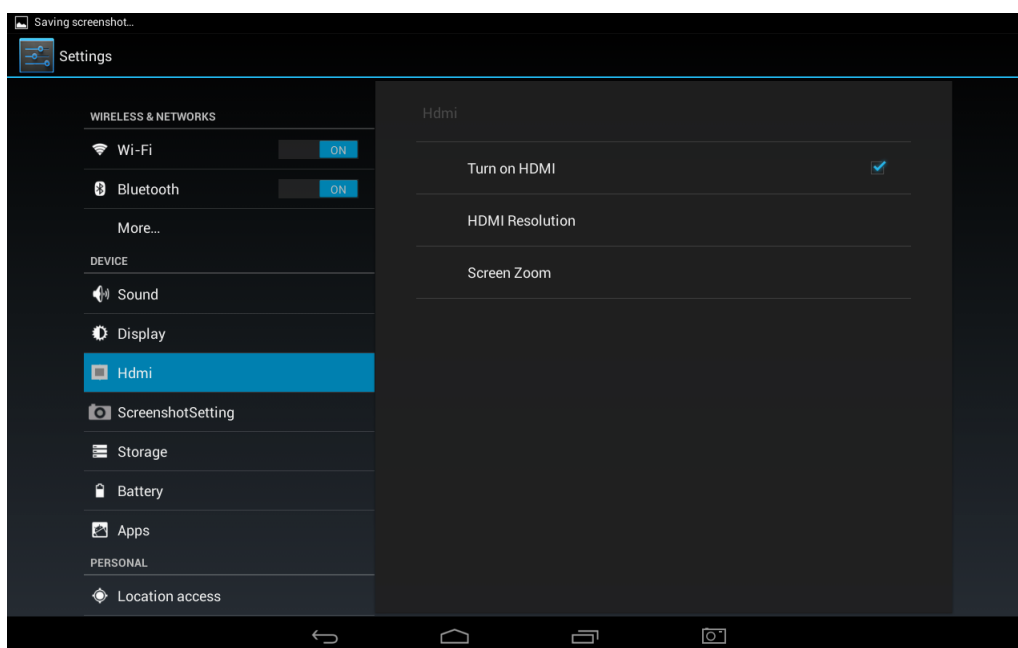 Saving screenshot...
Settings
WIRELESS & NETWORKS
Wi-Fi ON
Bluetooth ON
More...
DEVICE
Sound
Display
Hdmi
ScreenshotSetting
Storage
Battery
Apps
PERSONAL
Location access
Hdmi
Turn on HDMI
HDMI Resolution
Screen Zoom